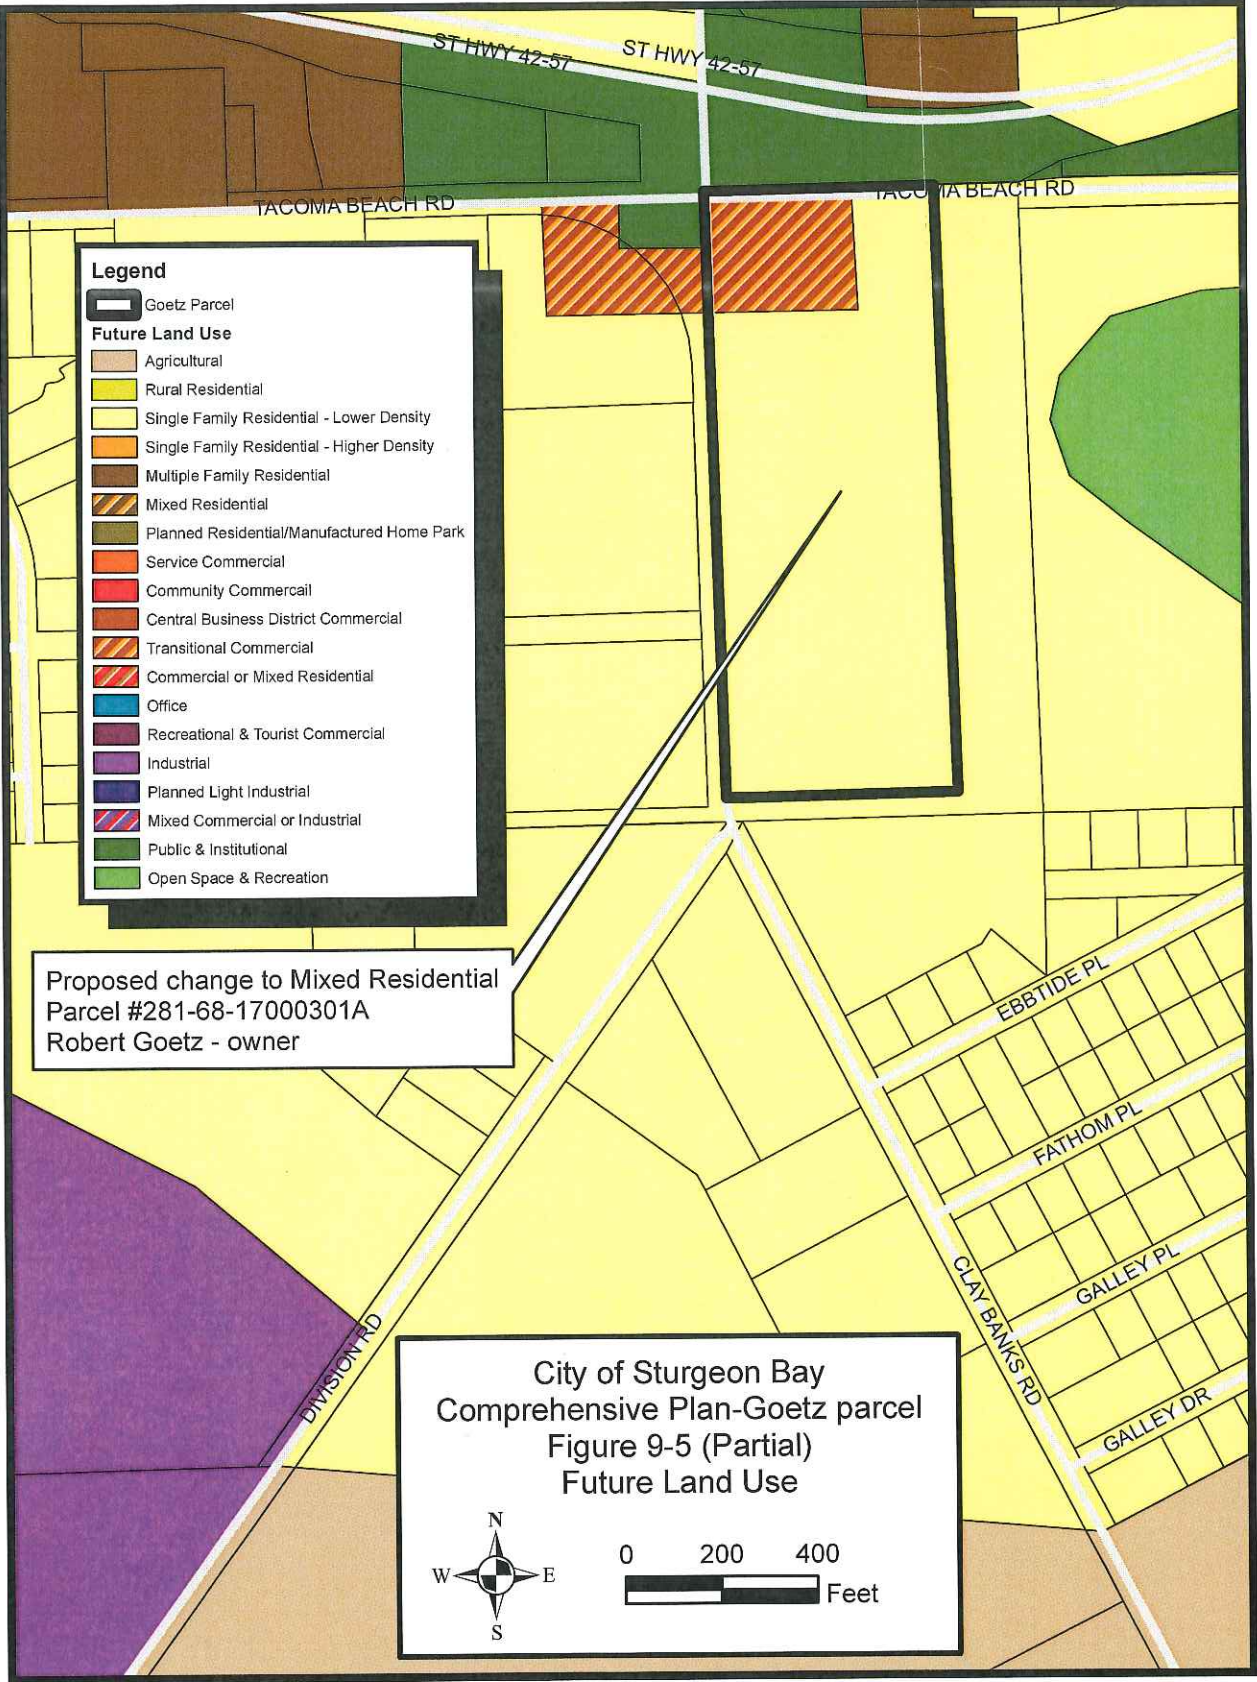 ST HWY 42-57
ST HWY 42-57
TACOMA BEACH RD
TACOMA BEACH RD
Legend
Goetz Parcel
Future Land Use
Agricultural
Rural Residential
Single Family Residential - Lower Density
Single Family Residential - Higher Density
Multiple Family Residential
Mixed Residential
Planned Residential/Manufactured Home Park
Service Commercial
Community Commercail
Central Business District Commercial
Transitional Commercial
Commercial or Mixed Residential
Office
Recreational & Tourist Commercial
Industrial
Planned Light Industrial
Mixed Commercial or Industrial
Public & Institutional
Open Space & Recreation
Proposed change to Mixed Residential
Parcel #281-68-17000301A
Robert Goetz - owner
EBBTIDE PL
FATHOM PL
GALLEY PL
CLAY BANKS RD
GALLEY DR
DIVISION RD
City of Sturgeon Bay
Comprehensive Plan-Goetz parcel
Figure 9-5 (Partial)
Future Land Use
N
W E
S
0 200 400
Feet